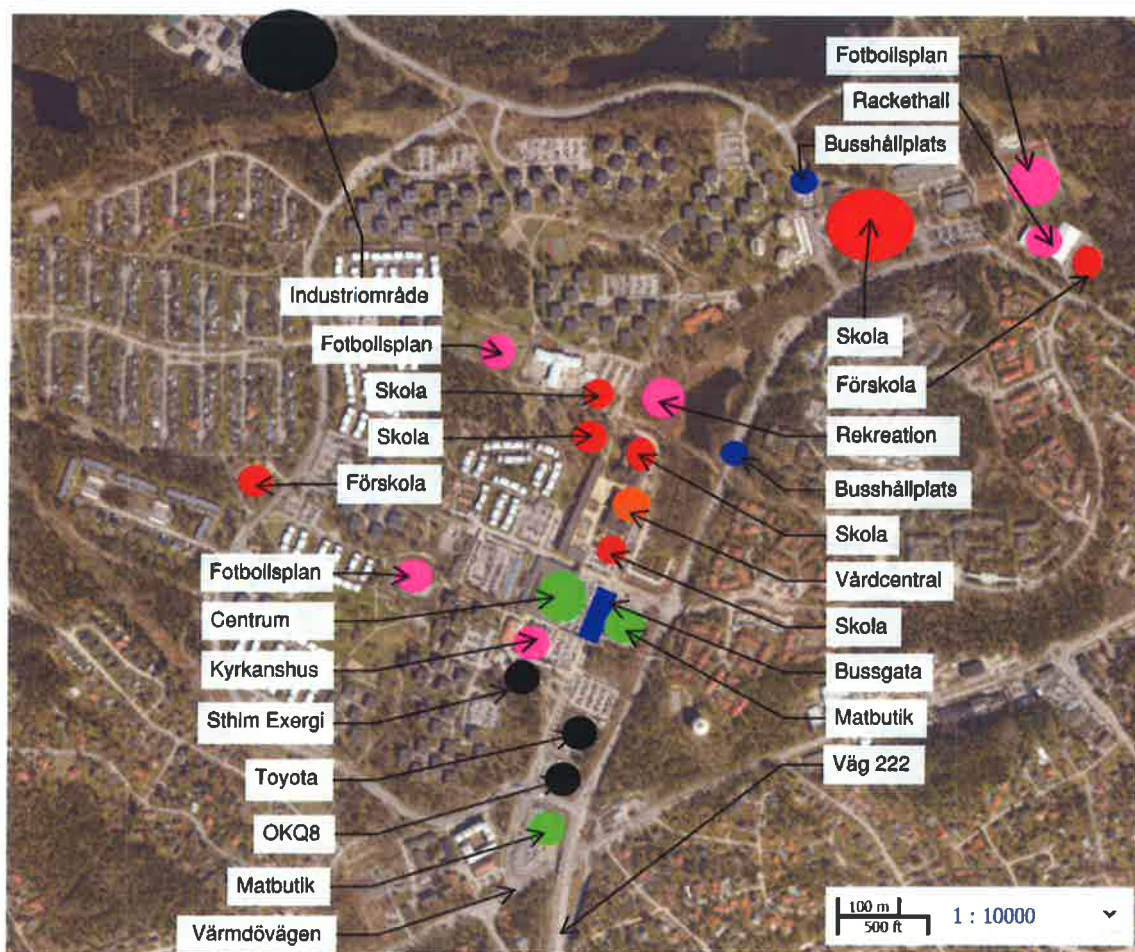 Fotbollsplan
Rackethall
Busshållplats
Industriområde
Fotbollsplan
Skola
Skola
Förskola
Fotbollsplan
Centrum
Kyrkanshus
Sthlm Exergi
Toyota
OKQ8
Matbutik
Värmdövägen
Skola
Förskola
Rekreation
Busshållplats
Skola
Vårdcentral
Skola
Bussgata
Matbutik
Väg 222
100 m
500 ft
1 : 10000